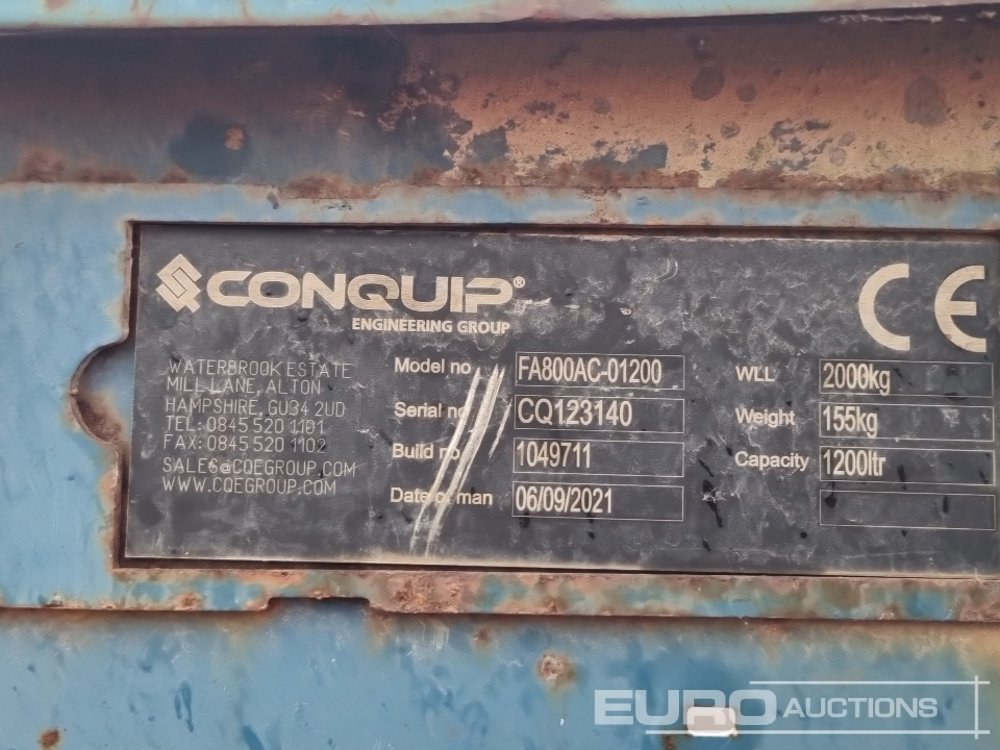 CONQUIP®
ENGINEERING GROUP
CE
WATERBROOK ESTATE
MILL LANE, ALTON
HAMPSHIRE, GU34 2UD
TEL: 0845 520 1101
FAX: 0845 520 1102
SALES@CQEGROUP.COM
WWW.CQEGROUP.COM
Model no FA800AC-01200
Serial no CQ123140
Build no 1049711
Date of man 06/09/2021
WLL 2000kg
Weight 155kg
Capacity 1200ltr
EURO AUCTIONS